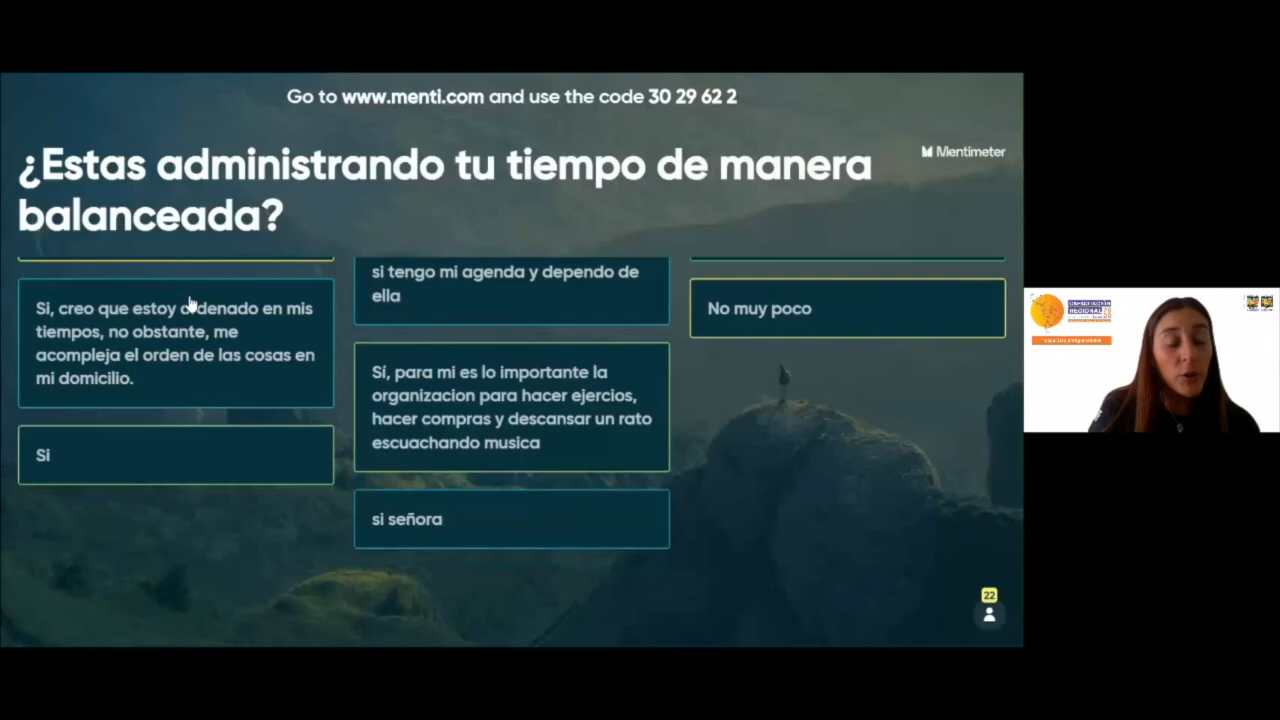 Go to www.menti.com and use the code 30 29 62 2
Mentimeter
¿Estas administrando tu tiempo de manera
balanceada?
Si, creo que estoy ordenado en mis
tiempos, no obstante, me
acompleja el orden de las cosas en
mi domicilio.
Si
si tengo mi agenda y dependo de
ella
Sí, para mi es lo importante la
organizacion para hacer ejercios,
hacer compras y descansar un rato
escuachando musica
si señora
No muy poco
22
REGIONAL